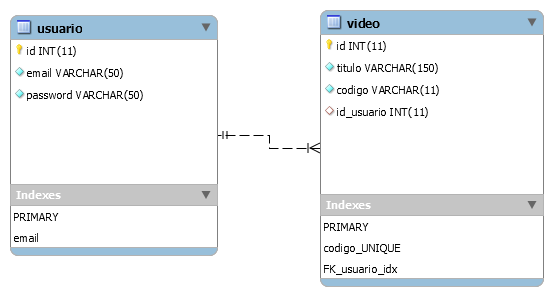 usuario
id INT(11)
email VARCHAR(50)
password VARCHAR(50)
Indexes
PRIMARY
email
video
id INT(11)
titulo VARCHAR(150)
codigo VARCHAR(11)
id_usuario INT(11)
Indexes
PRIMARY
codigo_UNIQUE
FK_usuario_idx